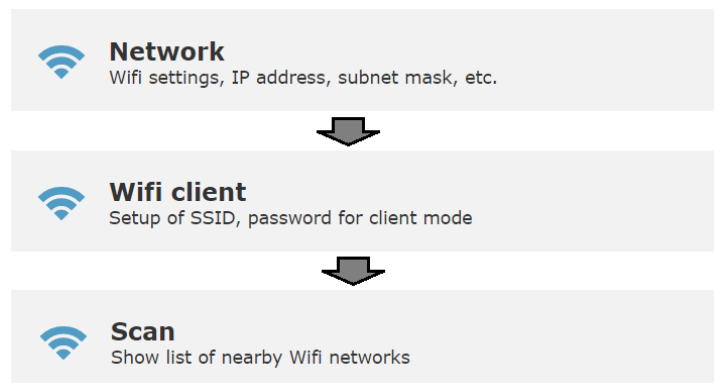 Network
Wifi settings, IP address, subnet mask, etc.
Wifi client
Setup of SSID, password for client mode
Scan
Show list of nearby Wifi networks